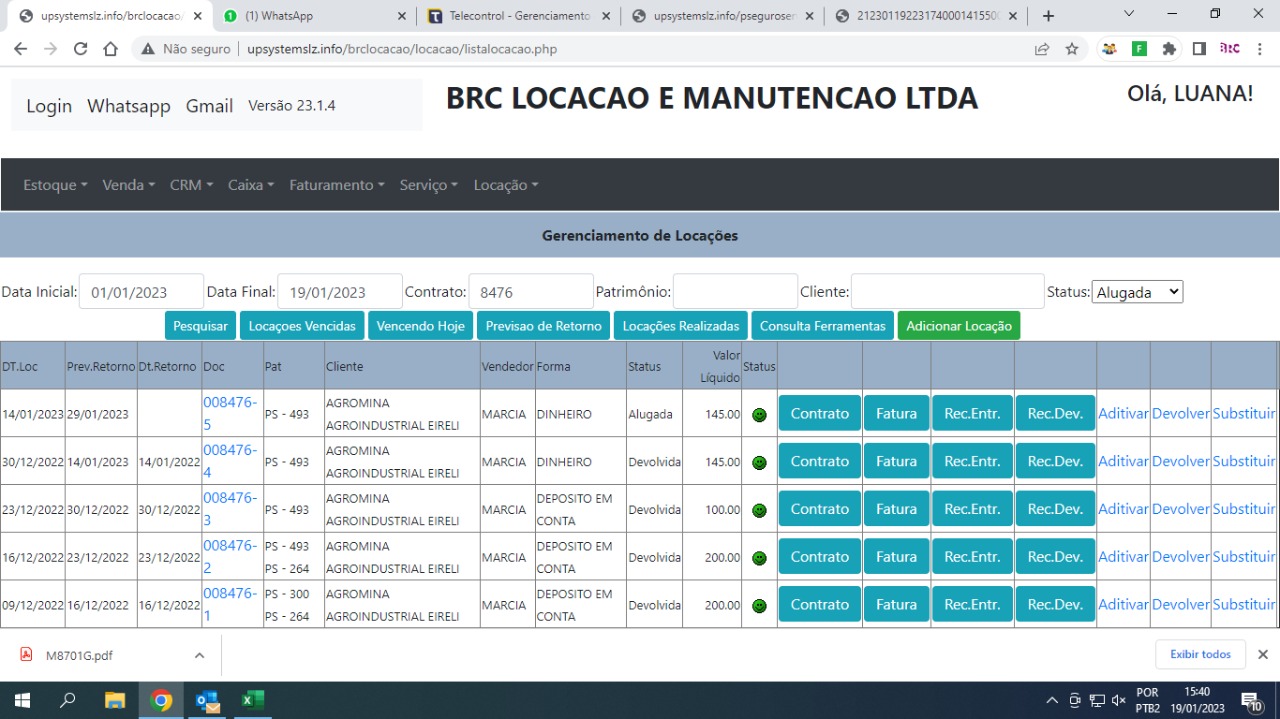 upsystemslz.info/brclocacao/
(1) WhatsApp
Telecontrol - Gerenciamento
upsystemslz.info/pseguroser
212301192231740001415500
Não seguro | upsystemslz.info/brclocacao/locacao/listalocacao.php
Login Whatsapp Gmail Versão 23.1.4
BRC LOCACAO E MANUTENCAO LTDA
Olá, LUANA!
Estoque Venda CRM Caixa Faturamento Serviço Locação
Gerenciamento de Locações
Data Inicial: 01/01/2023 Data Final: 19/01/2023 Contrato: 8476 Patrimônio: Cliente: Status: Alugada
Pesquisar Locaçoes Vencidas Vencendo Hoje Previsao de Retorno Locações Realizadas Consulta Ferramentas Adicionar Locação
DT.Loc Prev.Retorno Dt.Retorno Doc Pat Cliente Vendedor Forma Status Valor Líquido Status
14/01/2023 29/01/2023 008476-5 PS - 493 AGROMINA AGROINDUSTRIAL EIRELI MARCIA DINHEIRO Alugada 145.00 Contrato Fatura Rec.Entr. Rec.Dev. Aditivar Devolver Substituir
30/12/2022 14/01/2023 14/01/2022 008476-4 PS - 493 AGROMINA AGROINDUSTRIAL EIRELI MARCIA DINHEIRO Devolvida 145.00 Contrato Fatura Rec.Entr. Rec.Dev. Aditivar Devolver Substituir
23/12/2022 30/12/2022 30/12/2022 008476-3 PS - 493 AGROMINA AGROINDUSTRIAL EIRELI MARCIA DEPOSITO EM CONTA Devolvida 100.00 Contrato Fatura Rec.Entr. Rec.Dev. Aditivar Devolver Substituir
16/12/2022 23/12/2022 23/12/2022 008476-2 PS - 493 PS - 264 AGROMINA AGROINDUSTRIAL EIRELI MARCIA DEPOSITO EM CONTA Devolvida 200.00 Contrato Fatura Rec.Entr. Rec.Dev. Aditivar Devolver Substituir
09/12/2022 16/12/2022 16/12/2022 008476-1 PS - 300 PS - 264 AGROMINA AGROINDUSTRIAL EIRELI MARCIA DEPOSITO EM CONTA Devolvida 200.00 Contrato Fatura Rec.Entr. Rec.Dev. Aditivar Devolver Substituir
M8701G.pdf
Exibir todos
POR 15:40
PTB2 19/01/2023 10